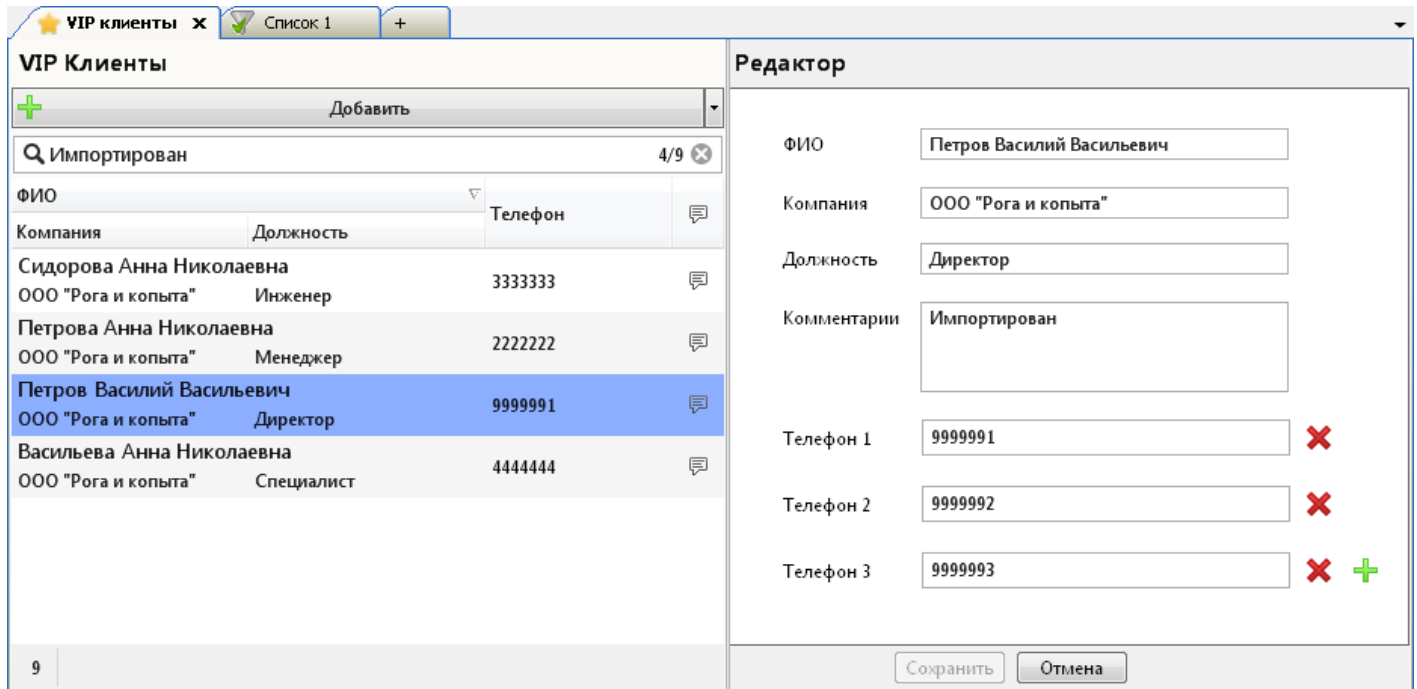 VIP клиенты x Список 1 +
VIP Клиенты
Добавить
Импортирован 4/9
ФИО
Телефон
Компания Должность
Сидорова Анна Николаевна
3333333
ООО "Рога и копыта" Инженер
Петрова Анна Николаевна
2222222
ООО "Рога и копыта" Менеджер
Петров Василий Васильевич
9999991
ООО "Рога и копыта" Директор
Васильева Анна Николаевна
4444444
ООО "Рога и копыта" Специалист
9
Редактор
ФИО Петров Василий Васильевич
Компания ООО "Рога и копыта"
Должность Директор
Комментарии Импортирован
Телефон 1 9999991
Телефон 2 9999992
Телефон 3 9999993
Сохранить Отмена